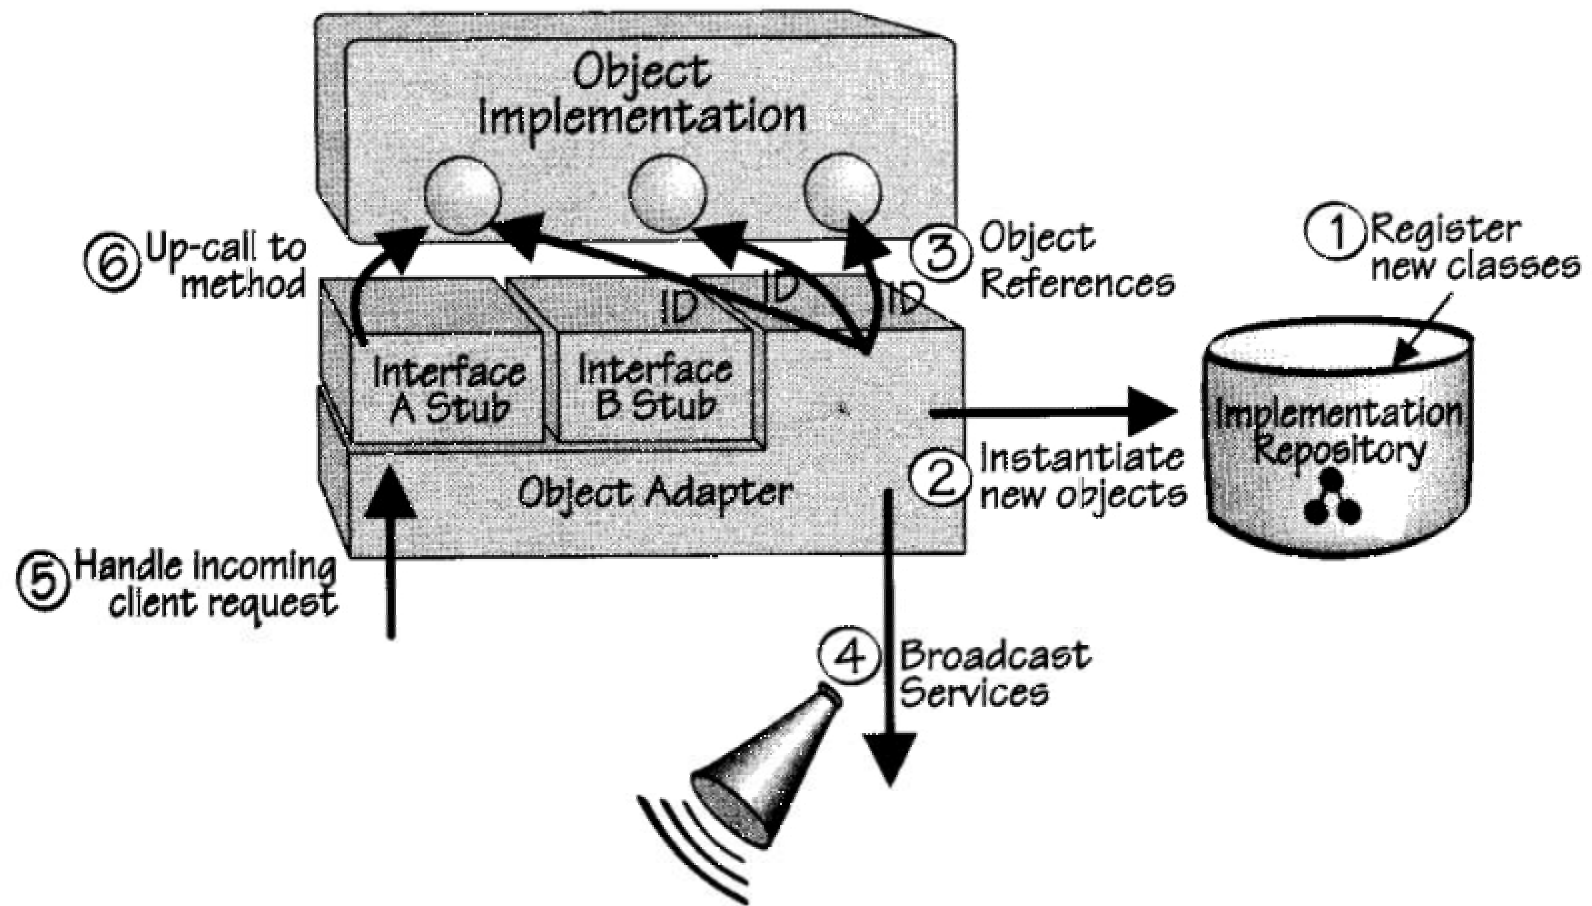 Object
Implementation
6 Up-call to
method
3 Object
References
1 Register
new classes
ID
ID
ID
Interface
A Stub
Interface
B Stub
Implementation
Repository
Object Adapter
2 Instantiate
new objects
5 Handle incoming
client request
4 Broadcast
Services